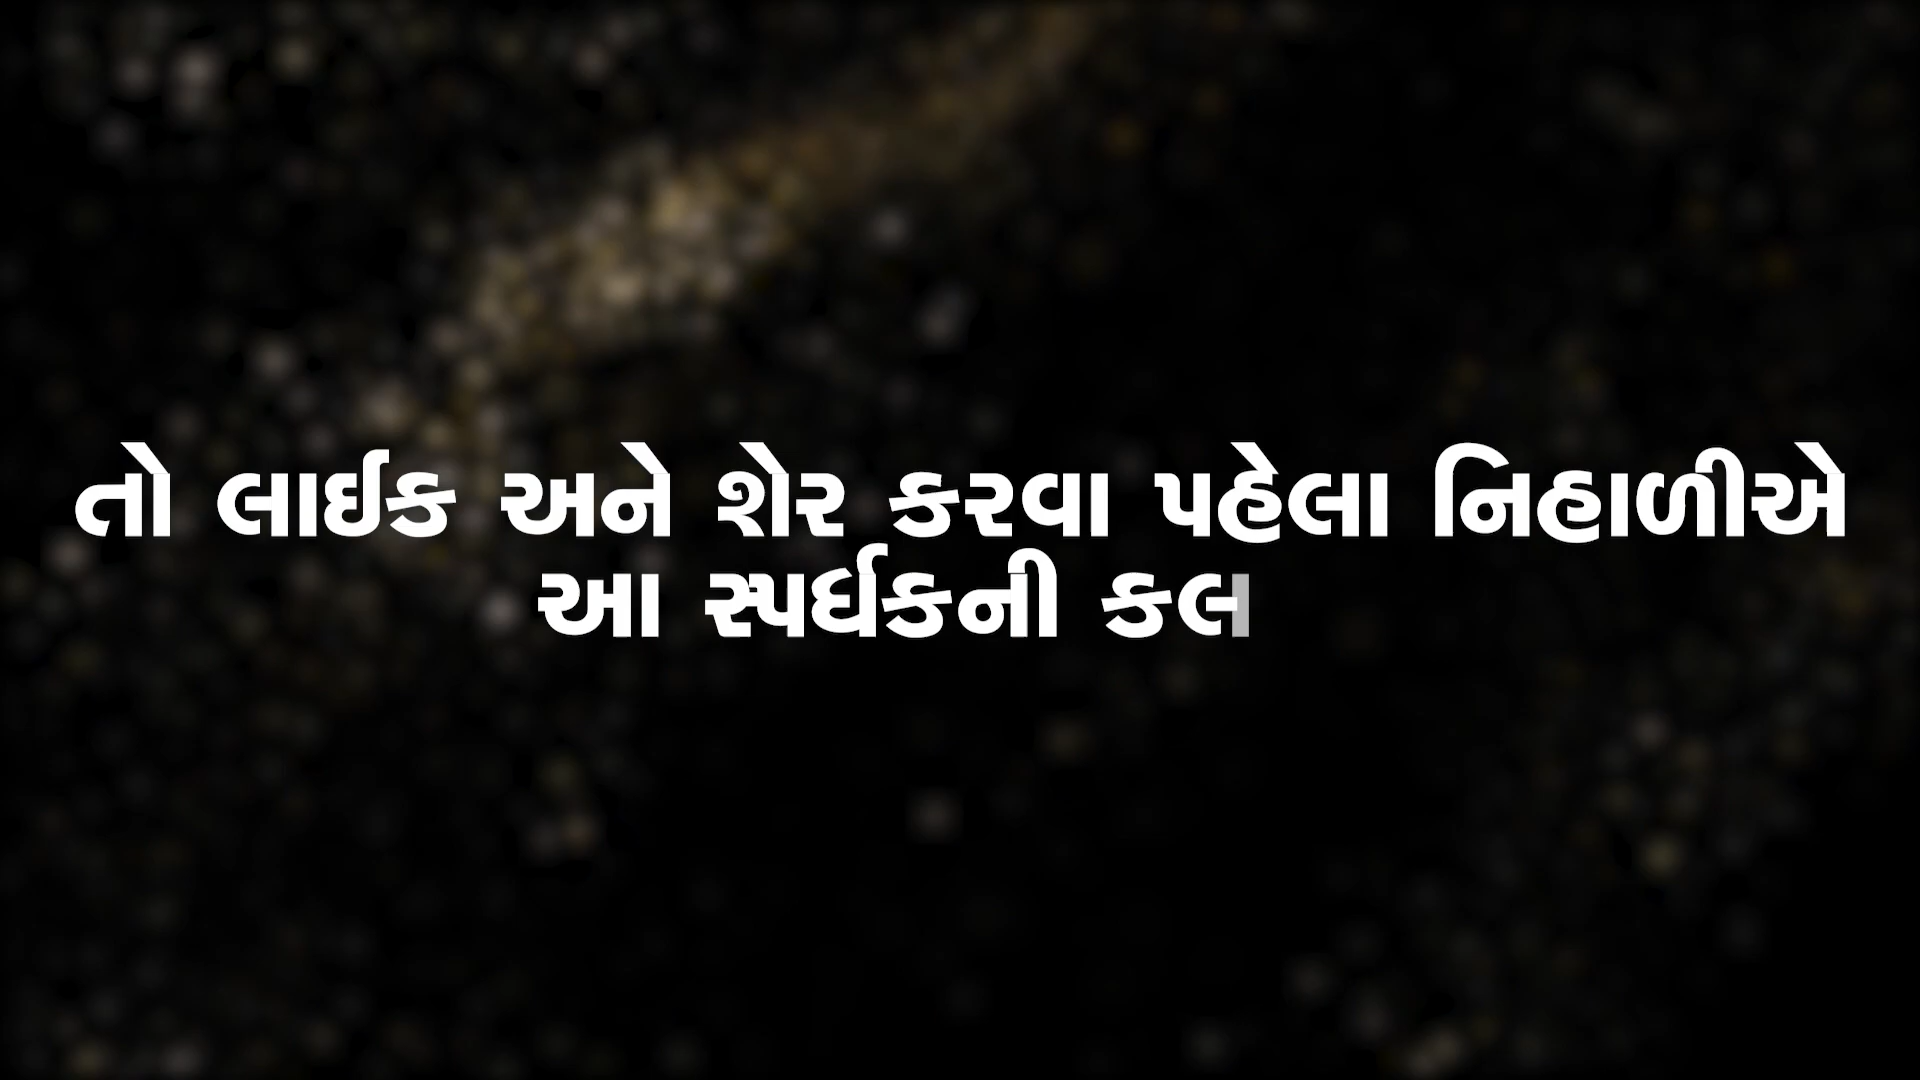 તો લાઈક અને શેર કરવા પહેલા નિહાળીએ
આ સ્પર્ધકની કલ